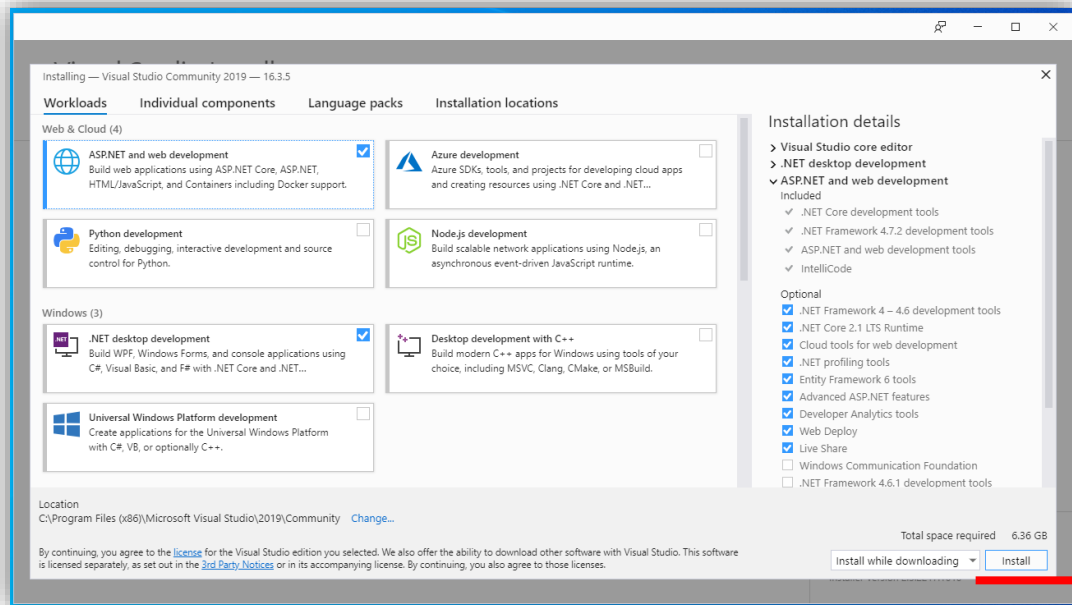 Installing — Visual Studio Community 2019 — 16.3.5
Workloads
Individual components
Language packs
Installation locations
Web & Cloud (4)
ASP.NET and web development
Build web applications using ASP.NET Core, ASP.NET,
HTML/JavaScript, and Containers including Docker support.
Azure development
Azure SDKs, tools, and projects for developing cloud apps
and creating resources using .NET Core and .NET...
Python development
Editing, debugging, interactive development and source
control for Python.
Node.js development
Build scalable network applications using Node.js, an
asynchronous event-driven JavaScript runtime.
Windows (3)
.NET desktop development
Build WPF, Windows Forms, and console applications using
C#, Visual Basic, and F# with .NET Core and .NET...
Desktop development with C++
Build modern C++ apps for Windows using tools of your
choice, including MSVC, Clang, CMake, or MSBuild.
Universal Windows Platform development
Create applications for the Universal Windows Platform
with C#, VB, or optionally C++.
Installation details
Visual Studio core editor
.NET desktop development
ASP.NET and web development
Included
.NET Core development tools
.NET Framework 4.7.2 development tools
ASP.NET and web development tools
IntelliCode
Optional
.NET Framework 4 – 4.6 development tools
.NET Core 2.1 LTS Runtime
Cloud tools for web development
.NET profiling tools
Entity Framework 6 tools
Advanced ASP.NET features
Developer Analytics tools
Web Deploy
Live Share
Windows Communication Foundation
.NET Framework 4.6.1 development tools
Location
C:\Program Files (x86)\Microsoft Visual Studio\2019\Community Change...
By continuing, you agree to the license for the Visual Studio edition you selected. We also offer the ability to download other software with Visual Studio. This software
is licensed separately, as set out in the 3rd Party Notices or in its accompanying license. By continuing, you also agree to those licenses.
Total space required 6.36 GB
Install while downloading
Install